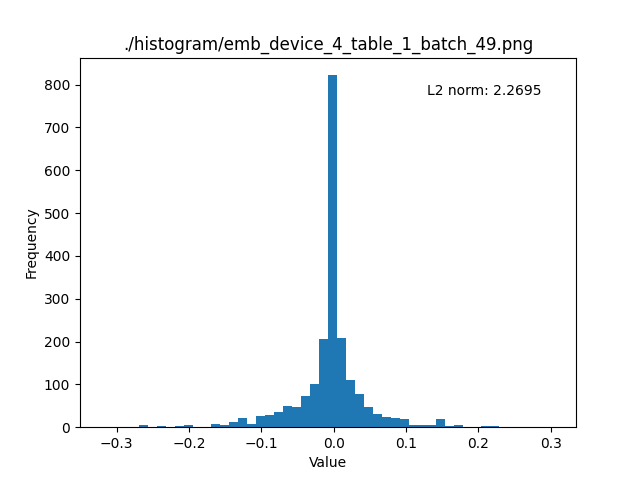 ./histogram/emb_device_4_table_1_batch_49.png
L2 norm: 2.2695
800
700
600
500
400
300
200
100
0
Frequency
−0.3 −0.2 −0.1 0.0 0.1 0.2 0.3
Value